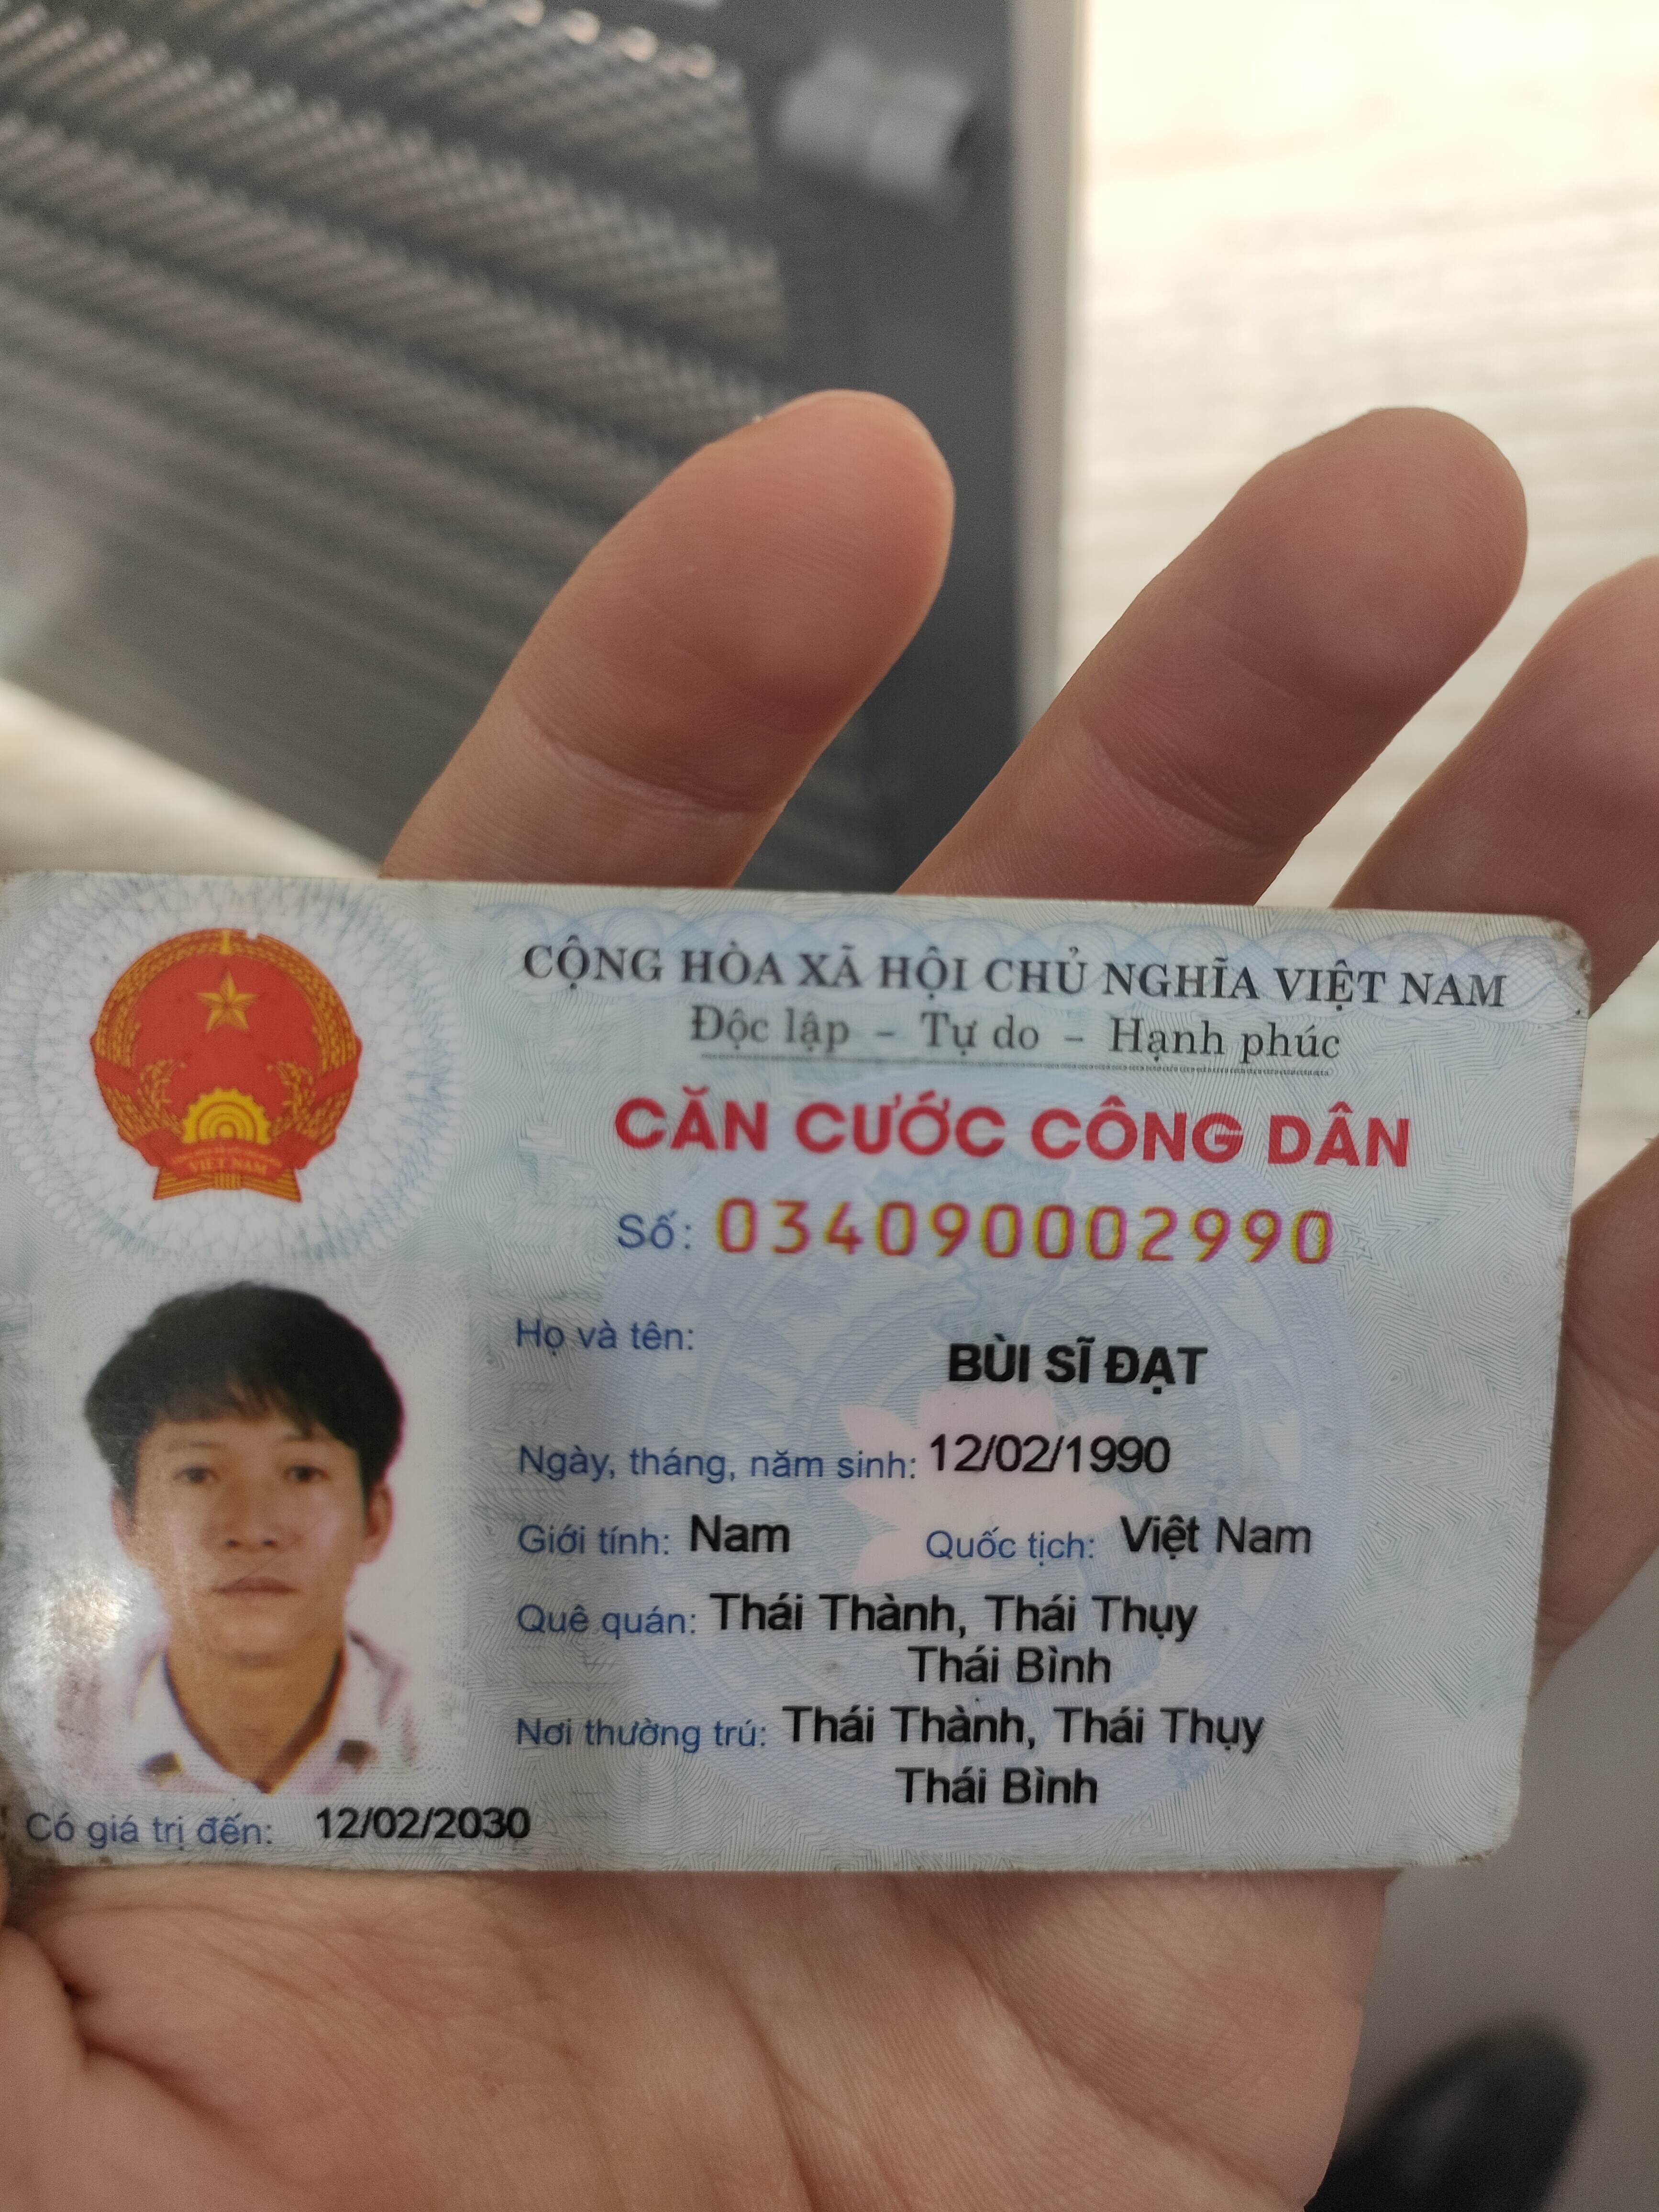 CỘNG HÒA XÃ HỘI CHỦ NGHĨA VIỆT NAM
Độc lập - Tự do - Hạnh phúc
CĂN CƯỚC CÔNG DÂN
Số: 034090002990
Họ và tên:
BÙI SĨ ĐẠT
Ngày, tháng, năm sinh: 12/02/1990
Giới tính: Nam Quốc tịch: Việt Nam
Quê quán: Thái Thành, Thái Thụy
Thái Bình
Nơi thường trú: Thái Thành, Thái Thụy
Thái Bình
Có giá trị đến: 12/02/2030
VIỆT NAM